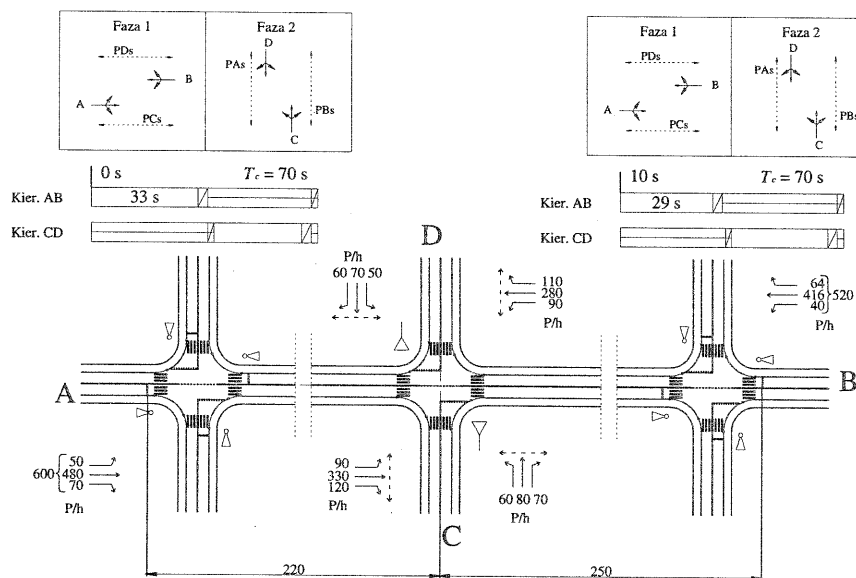 Faza 1
Faza 2
PDs
D
PAs
B
A
PBs
PCs
C
Faza 1
Faza 2
PDs
D
PAs
B
A
PBs
PCs
C
0 s
T_c = 70 s
Kier. AB
33 s
Kier. CD
10 s
T_c = 70 s
Kier. AB
29 s
Kier. CD
D
P/h
60 70 50
110
280
90
P/h
64
416
40
520
P/h
A
B
600
50
480
70
P/h
90
330
120
P/h
60 80 70
P/h
C
220
250